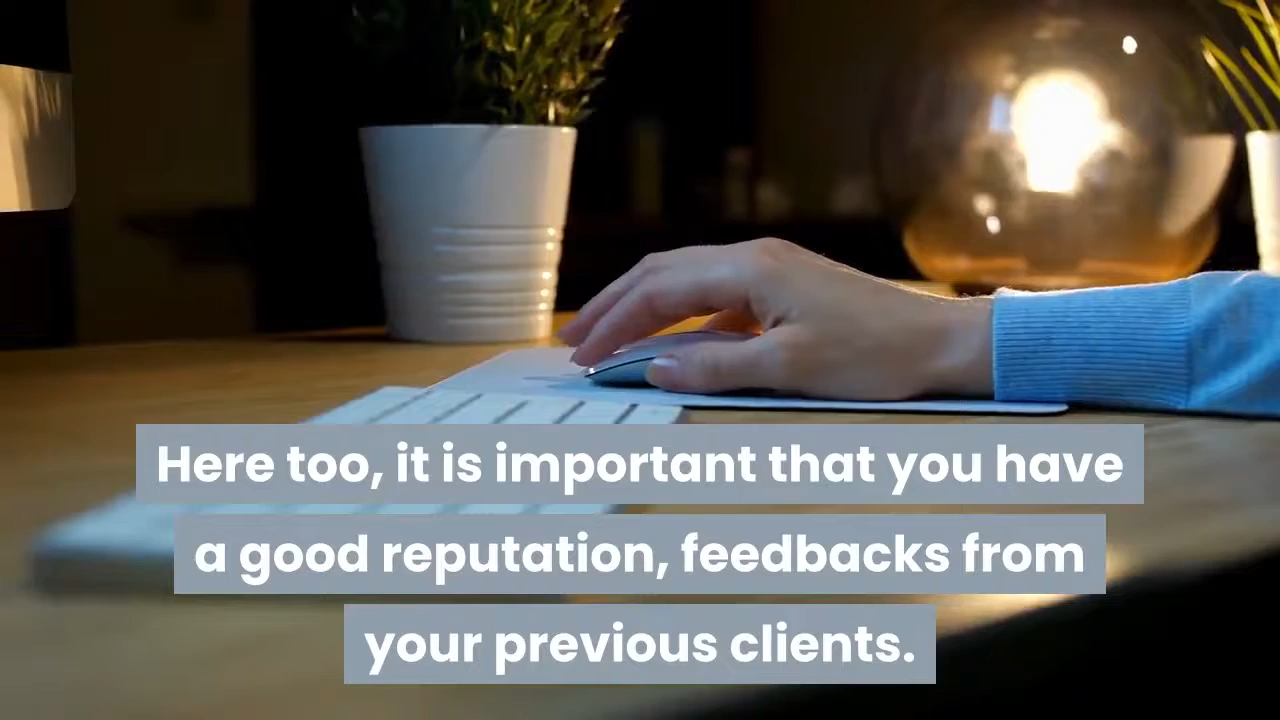 Here too, it is important that you have
a good reputation, feedbacks from
your previous clients.